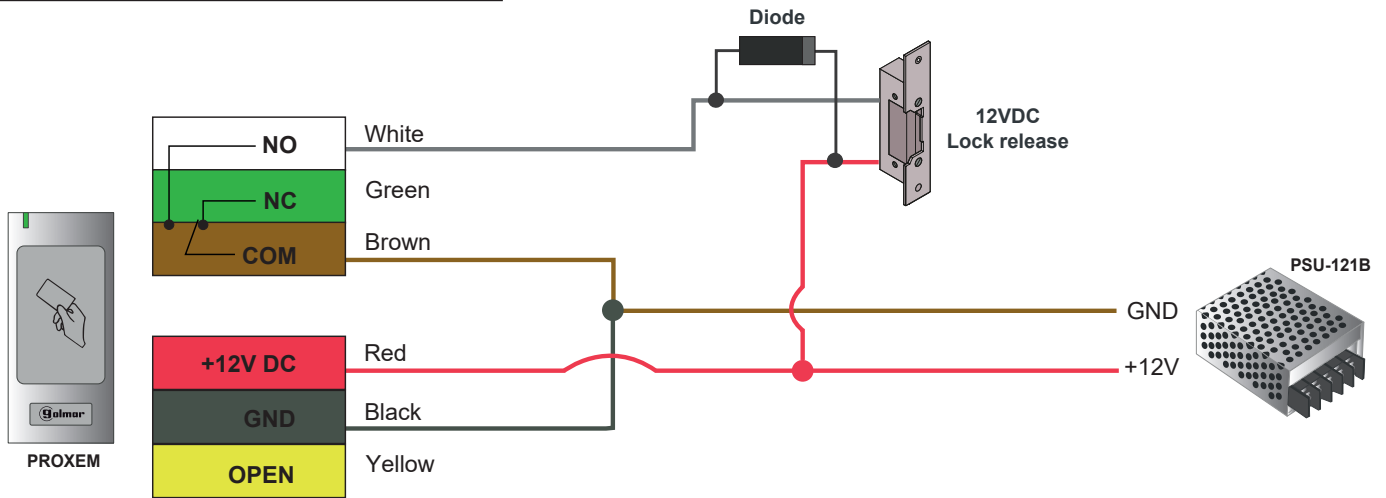 Diode
12VDC
Lock release
NO
White
NC
Green
COM
Brown
PSU-121B
GND
+12V DC
Red
+12V
GND
Black
golmar
OPEN
Yellow
PROXEM